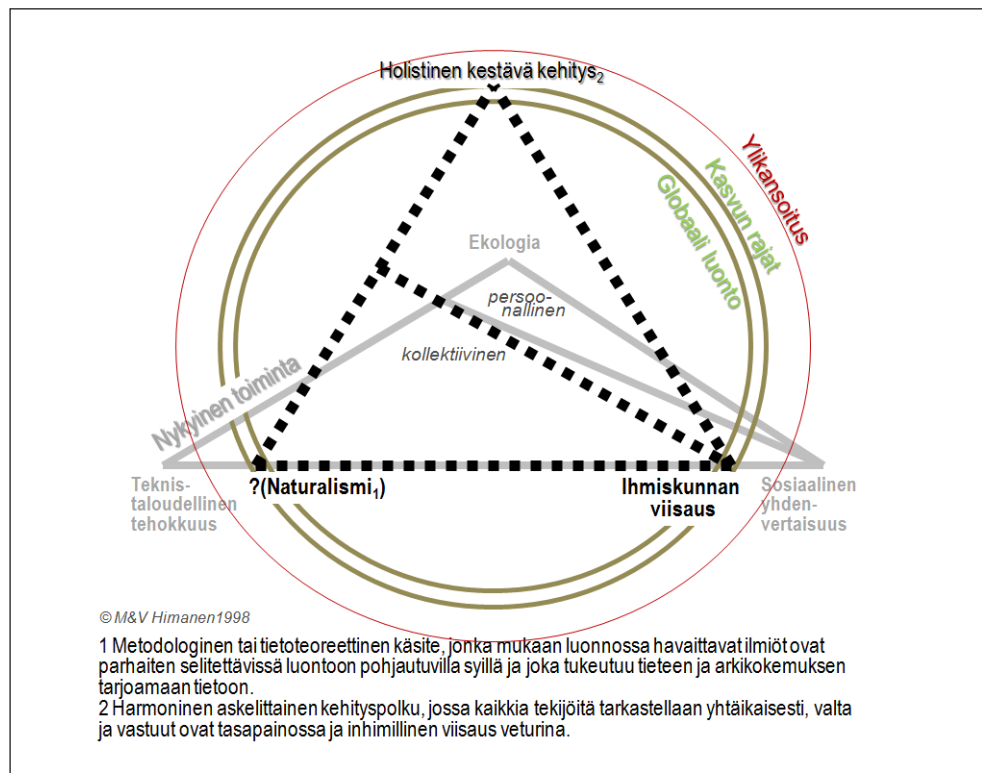 Holistinen kestävä kehitys2
Ylikansoitus
Kasvun rajat
Globaali luonto
Ekologia
persoo-
nallinen
kollektiivinen
Nykyinen toiminta
Teknis-
taloudellinen
tehokkuus
?(Naturalismi1)
Ihmiskunnan
viisaus
Sosiaalinen
yhden-
vertaisuus
© M&V Himanen1998
1 Metodologinen tai tietoteoreettinen käsite, jonka mukaan luonnossa havaittavat ilmiöt ovat
parhaiten selitettävissä luontoon pohjautuvilla syillä ja joka tukeutuu tieteen ja arkikokemuksen
tarjoamaan tietoon.
2 Harmoninen askelittainen kehityspolku, jossa kaikkia tekijöitä tarkastellaan yhtäikaisesti, valta
ja vastuut ovat tasapainossa ja inhimillinen viisaus veturina.